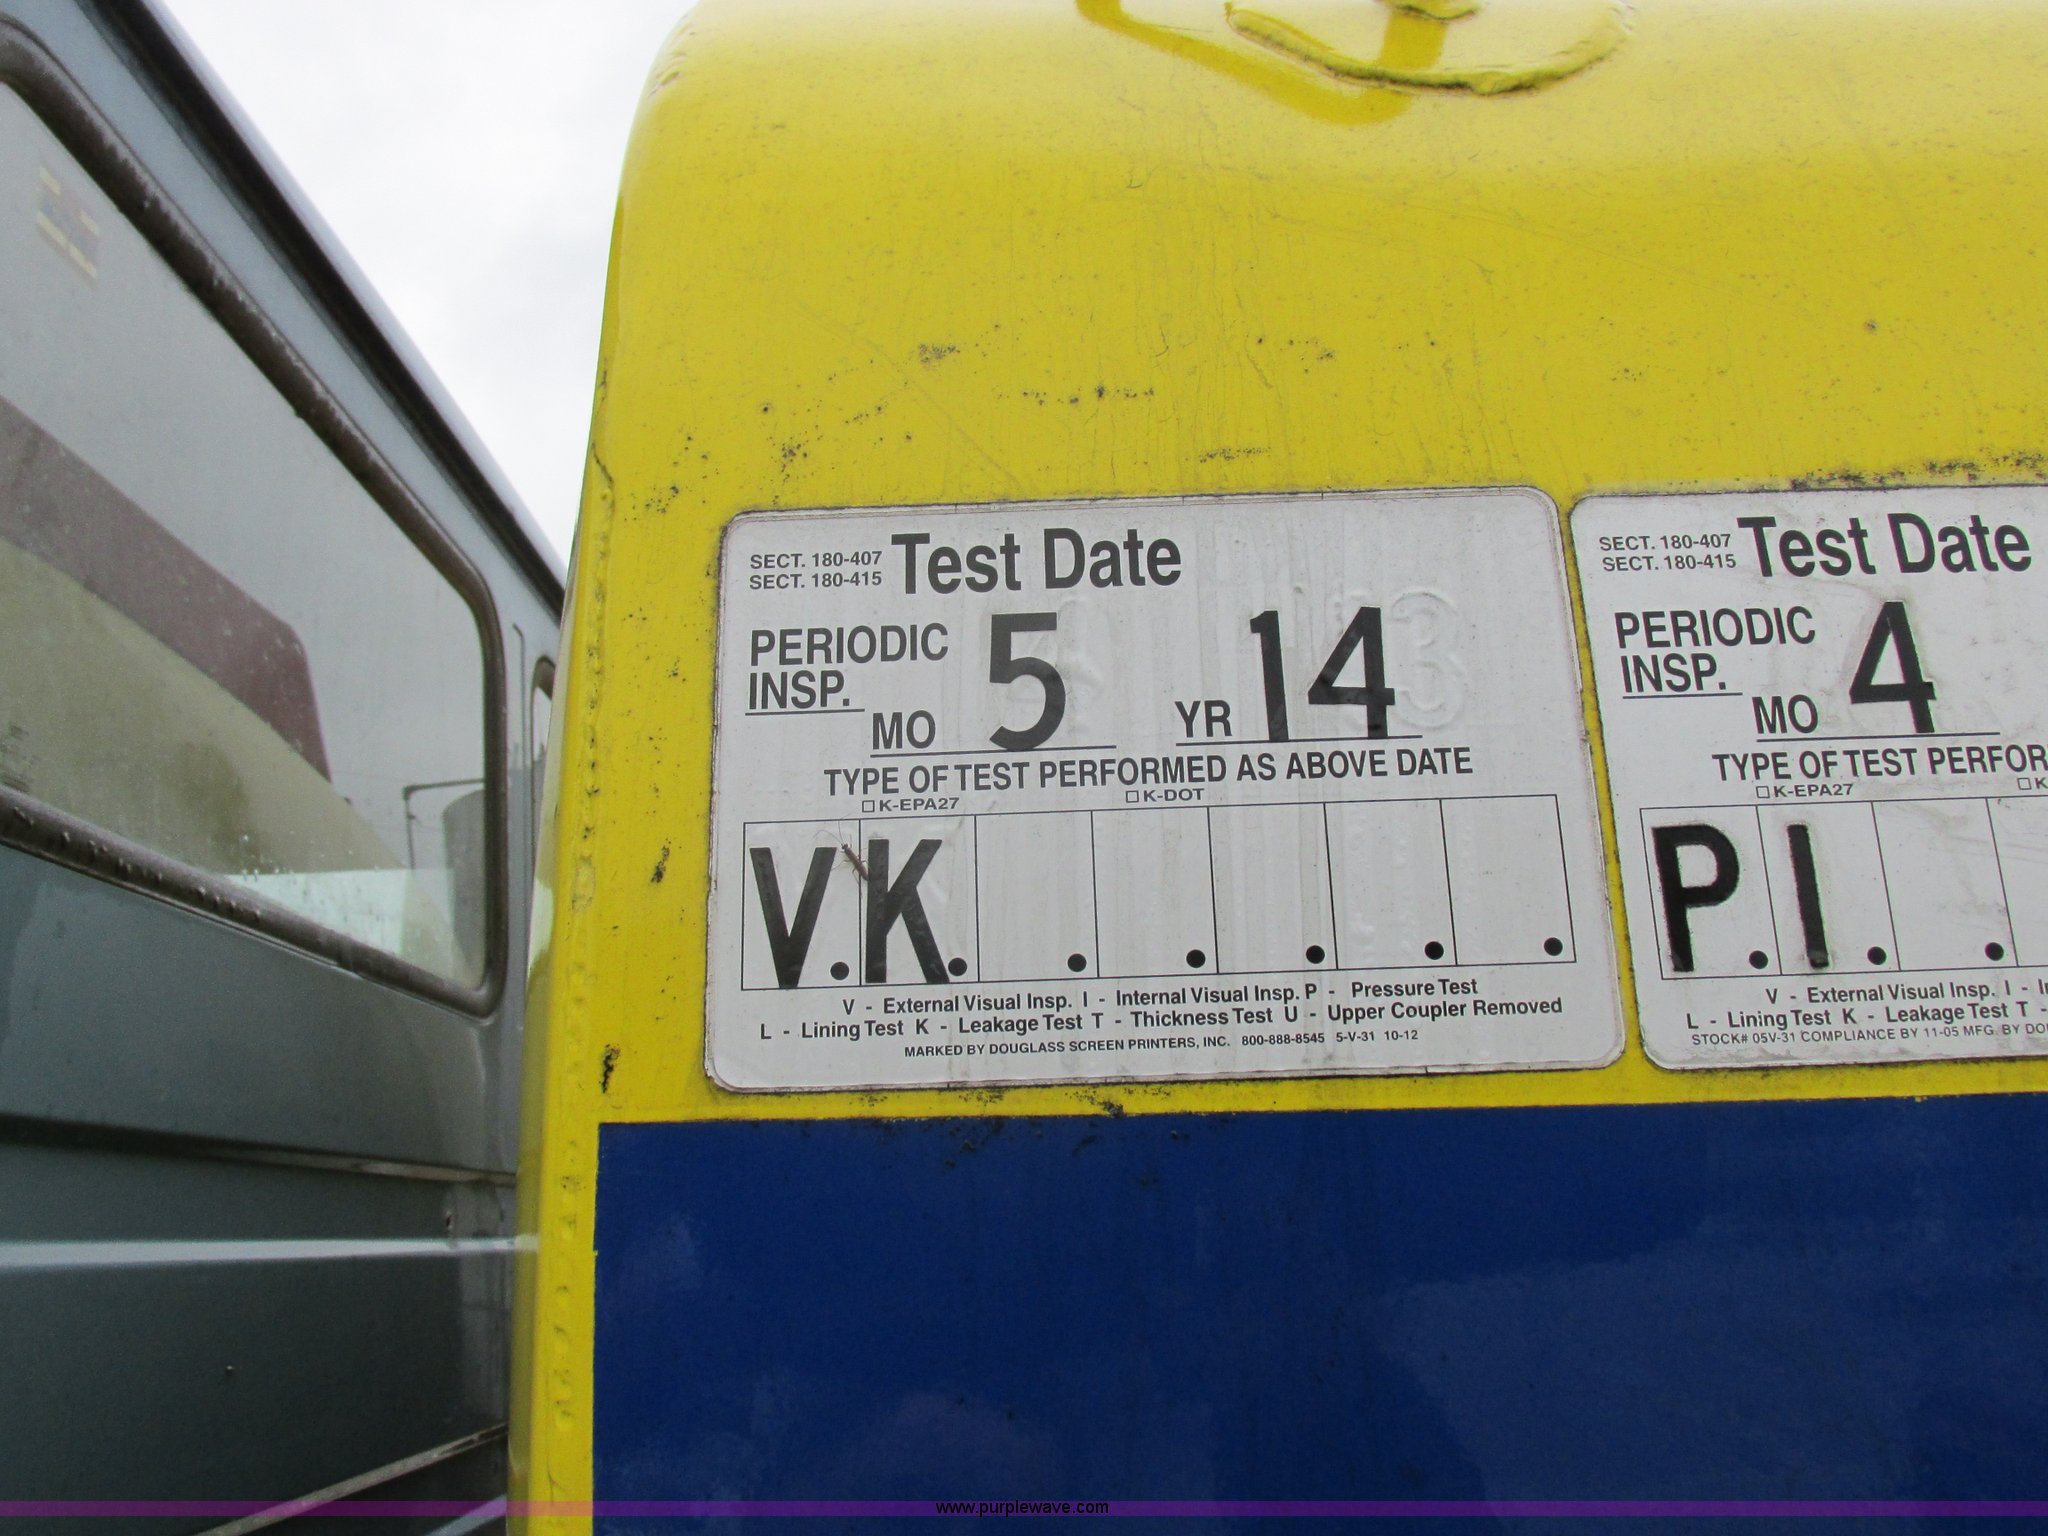 SECT. 180-407
SECT. 180-415
Test Date
PERIODIC
INSP.
MO 5 YR 14
TYPE OF TEST PERFORMED AS ABOVE DATE
K-EPA27 K-DOT
V. K. . . . . .
V - External Visual Insp. I - Internal Visual Insp. P - Pressure Test
L - Lining Test K - Leakage Test T - Thickness Test U - Upper Coupler Removed
MARKED BY DOUGLASS SCREEN PRINTERS, INC. 800-888-8545 5-V-31 10-12
SECT. 180-407
SECT. 180-415
Test Date
PERIODIC
INSP.
MO 4
TYPE OF TEST PERFOR
K-EPA27 K
P. I. .
V - External Visual Insp. I - I
L - Lining Test K - Leakage Test T -
STOCK# 05V-31 COMPLIANCE BY 11-05 MFG. BY DO
www.purplewave.com